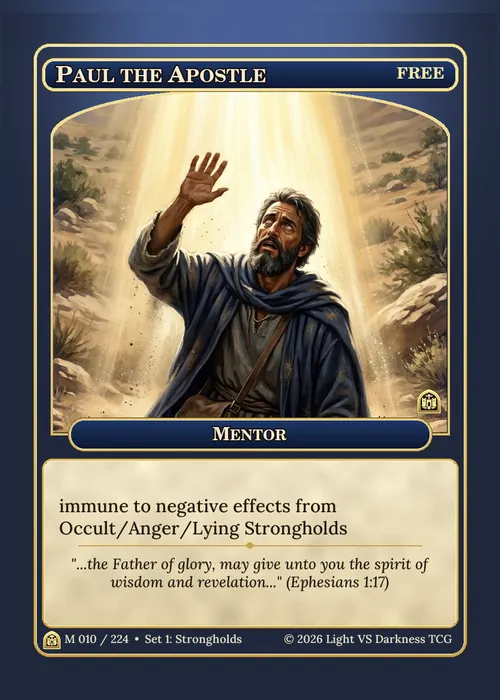 Paul the Apostle
FREE
Mentor
immune to negative effects from
Occult/Anger/Lying Strongholds
"...the Father of glory, may give unto you the spirit of
wisdom and revelation..." (Ephesians 1:17)
M 010 / 224 • Set 1: Strongholds
© 2026 Light VS Darkness TCG